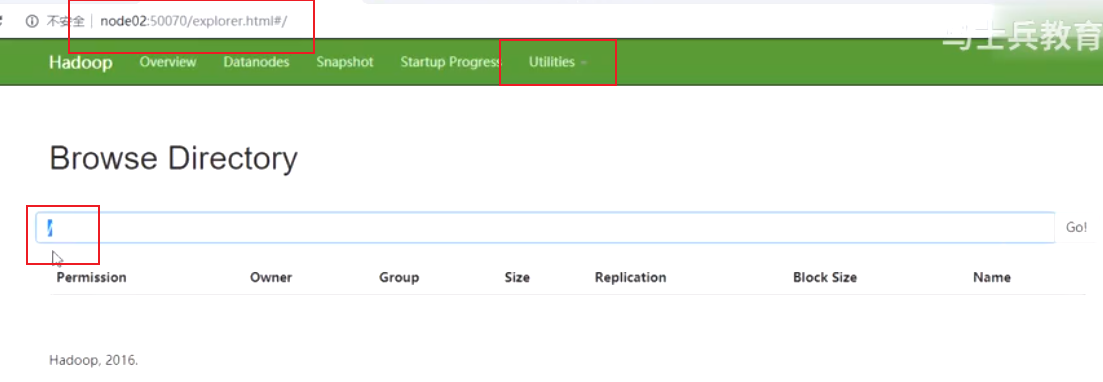 不安全 node02:50070/explorer.html#/
马士兵教育
Hadoop Overview Datanodes Snapshot Startup Progress Utilities
Browse Directory
/ Go!
Permission Owner Group Size Replication Block Size Name
Hadoop, 2016.